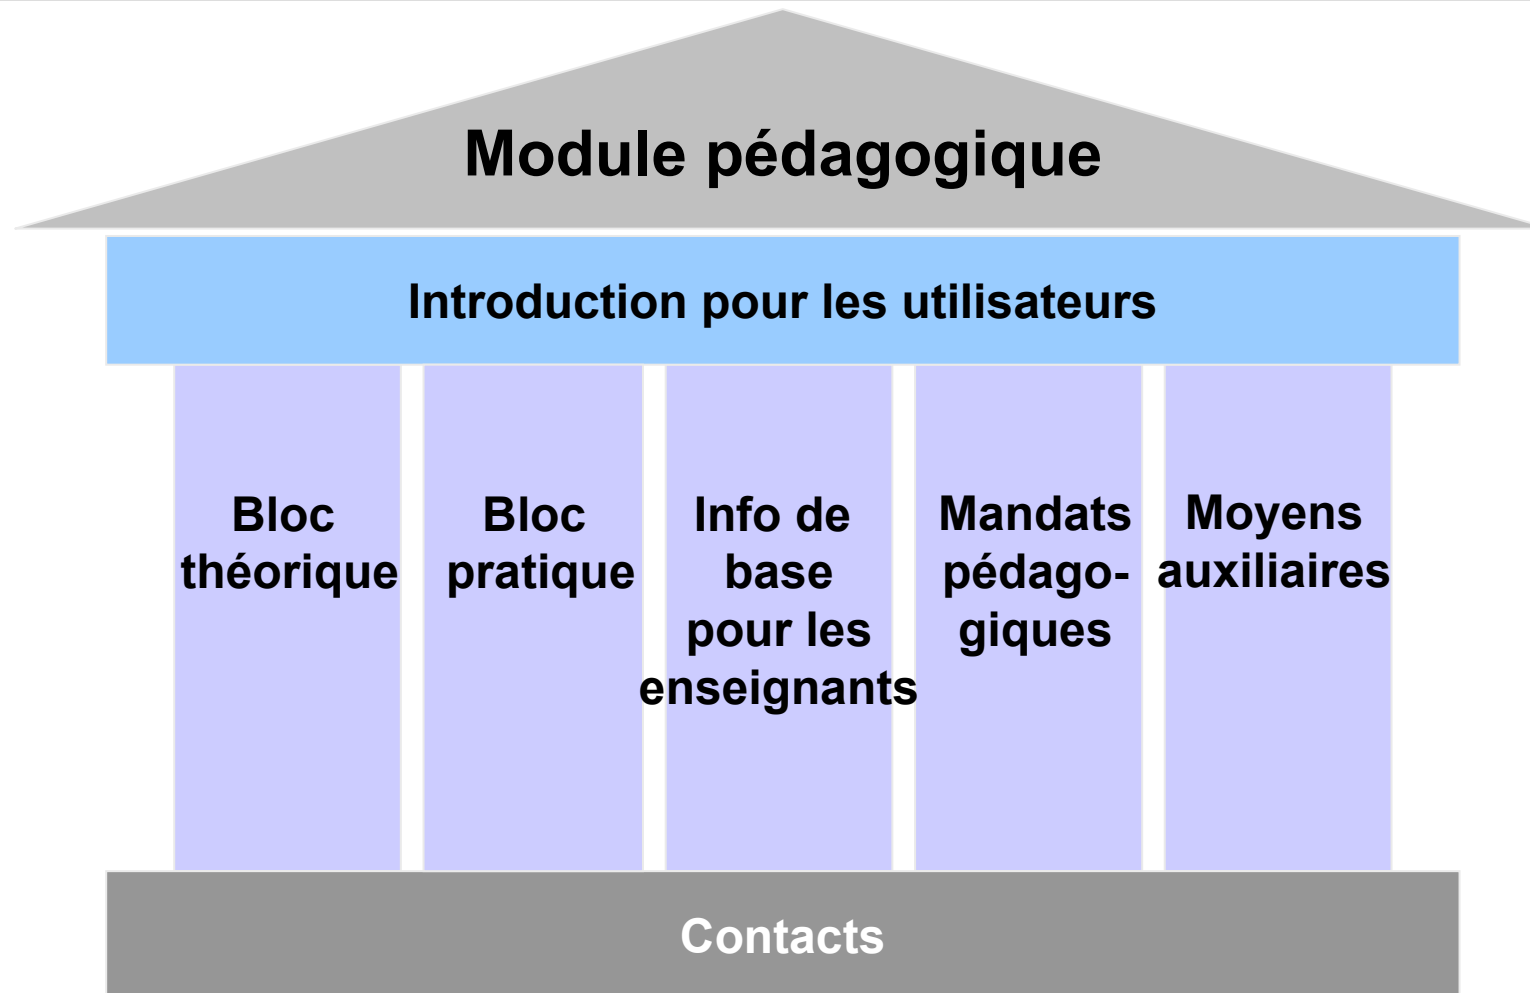 Module pédagogique
Introduction pour les utilisateurs
Bloc
théorique
Bloc
pratique
Info de
base
pour les
enseignants
Mandats
pédago-
giques
Moyens
auxiliaires
Contacts